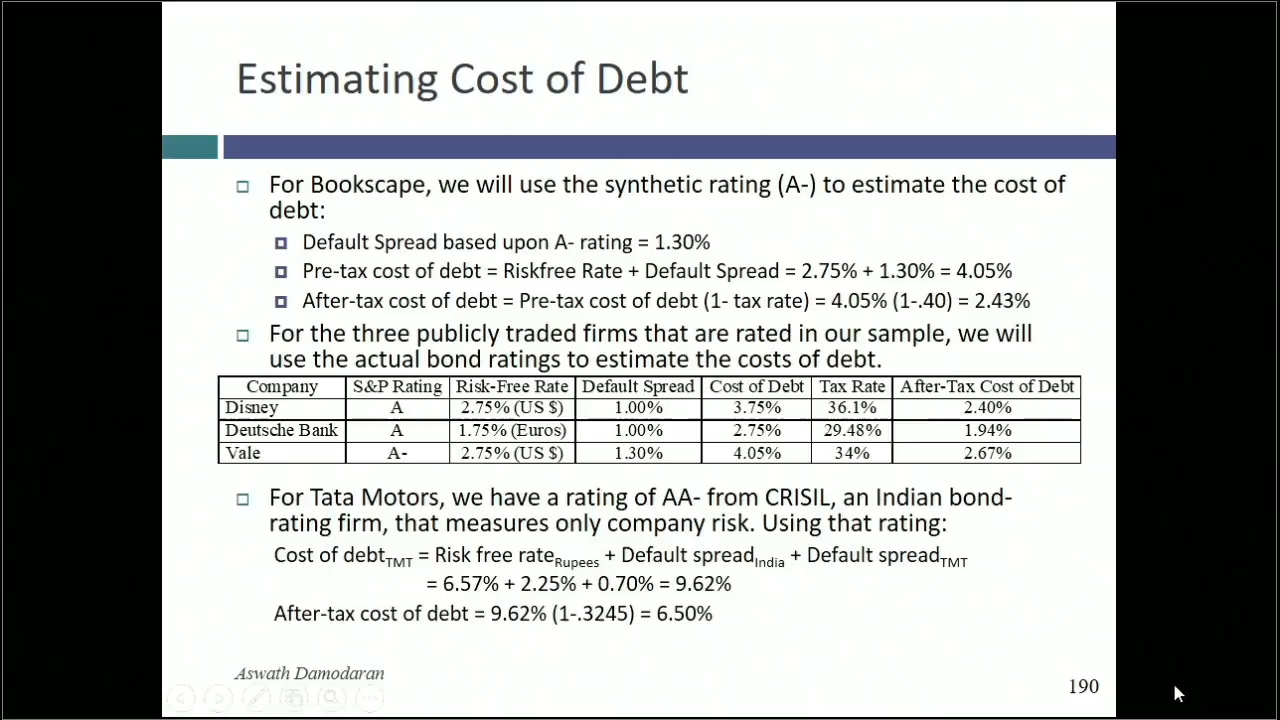 Estimating Cost of Debt
For Bookscape, we will use the synthetic rating (A-) to estimate the cost of
debt:
Default Spread based upon A- rating = 1.30%
Pre-tax cost of debt = Riskfree Rate + Default Spread = 2.75% + 1.30% = 4.05%
After-tax cost of debt = Pre-tax cost of debt (1- tax rate) = 4.05% (1-.40) = 2.43%
For the three publicly traded firms that are rated in our sample, we will
use the actual bond ratings to estimate the costs of debt.
Company S&P Rating Risk-Free Rate Default Spread Cost of Debt Tax Rate After-Tax Cost of Debt
Disney A 2.75% (US $) 1.00% 3.75% 36.1% 2.40%
Deutsche Bank A 1.75% (Euros) 1.00% 2.75% 29.48% 1.94%
Vale A- 2.75% (US $) 1.30% 4.05% 34% 2.67%
For Tata Motors, we have a rating of AA- from CRISIL, an Indian bond-
rating firm, that measures only company risk. Using that rating:
Cost of debtTMT = Risk free rateRupees + Default spreadIndia + Default spreadTMT
= 6.57% + 2.25% + 0.70% = 9.62%
After-tax cost of debt = 9.62% (1-.3245) = 6.50%
Aswath Damodaran
190